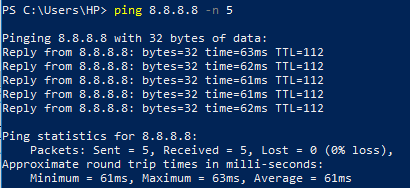 PS C:\Users\HP> ping 8.8.8.8 -n 5
Pinging 8.8.8.8 with 32 bytes of data:
Reply from 8.8.8.8: bytes=32 time=63ms TTL=112
Reply from 8.8.8.8: bytes=32 time=62ms TTL=112
Reply from 8.8.8.8: bytes=32 time=61ms TTL=112
Reply from 8.8.8.8: bytes=32 time=61ms TTL=112
Reply from 8.8.8.8: bytes=32 time=62ms TTL=112
Ping statistics for 8.8.8.8:
    Packets: Sent = 5, Received = 5, Lost = 0 (0% loss),
Approximate round trip times in milli-seconds:
    Minimum = 61ms, Maximum = 63ms, Average = 61ms